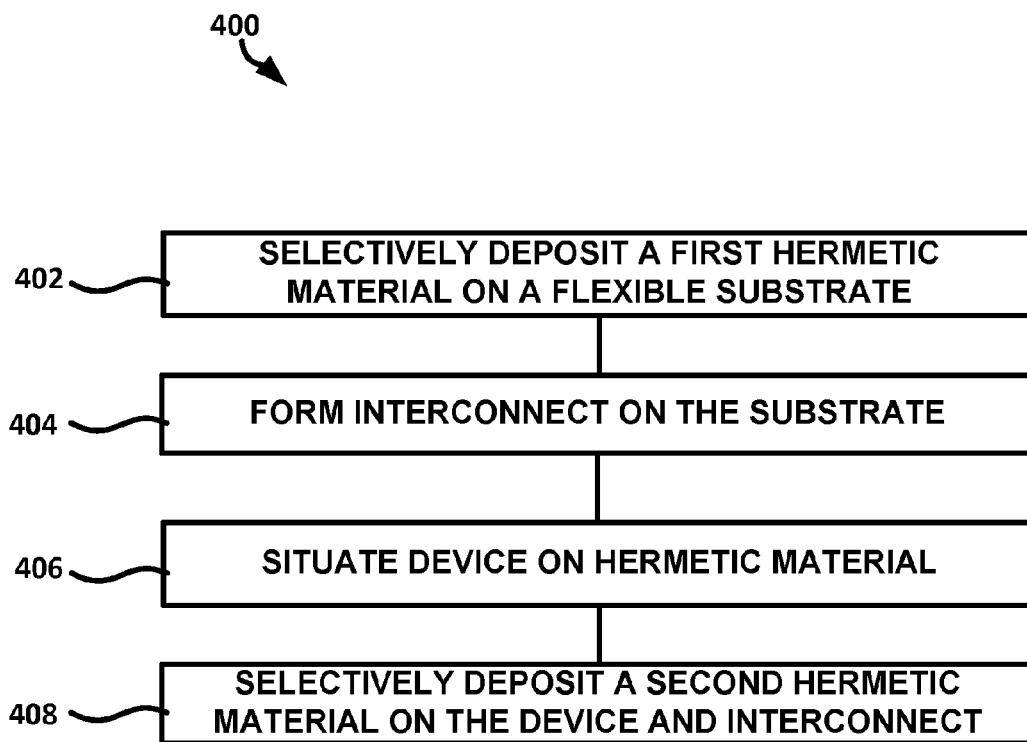 400
402
SELECTIVELY DEPOSIT A FIRST HERMETIC
MATERIAL ON A FLEXIBLE SUBSTRATE
404
FORM INTERCONNECT ON THE SUBSTRATE
406
SITUATE DEVICE ON HERMETIC MATERIAL
408
SELECTIVELY DEPOSIT A SECOND HERMETIC
MATERIAL ON THE DEVICE AND INTERCONNECT